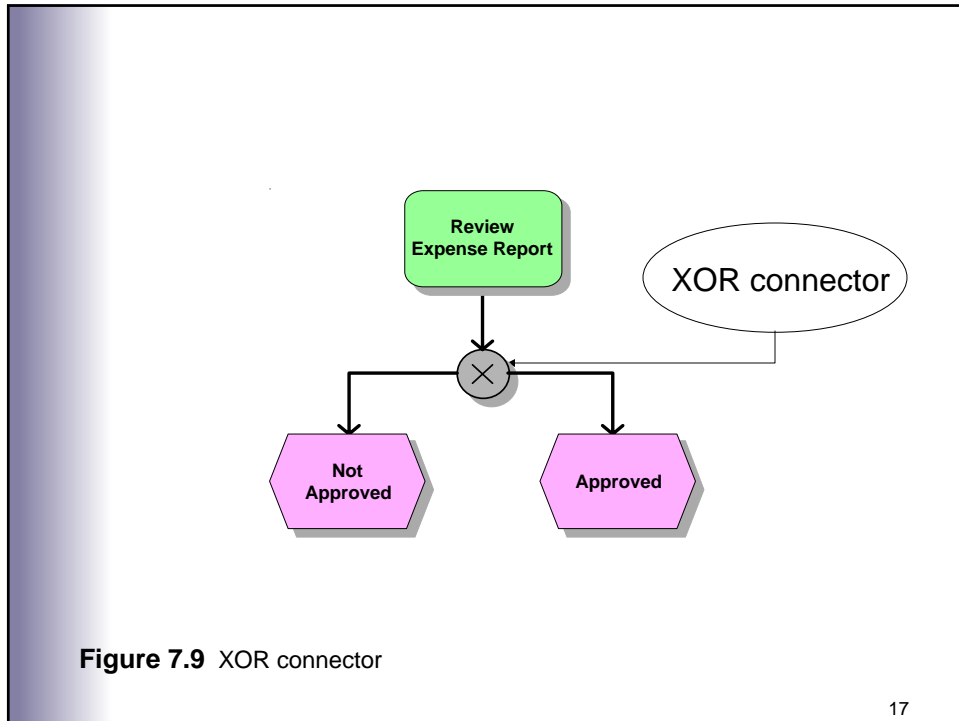 Review
Expense Report
XOR connector
Not
Approved
Approved
Figure 7.9 XOR connector
17